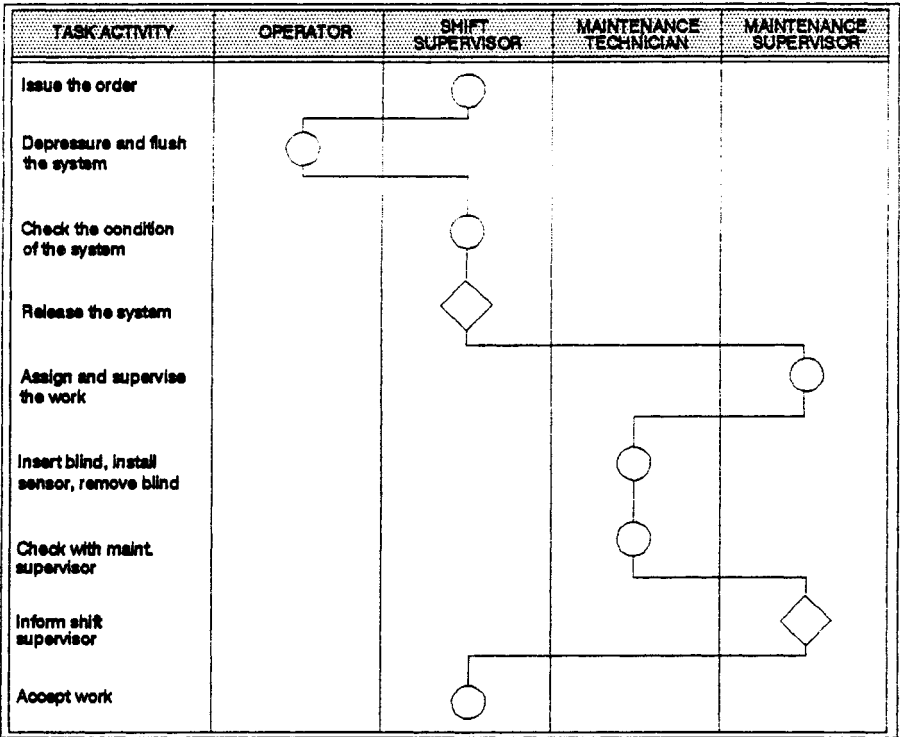 TASK ACTIVITY
OPERATOR
SHIFT
SUPERVISOR
MAINTENANCE
TECHNICIAN
MAINTENANCE
SUPERVISOR
Issue the order
Depressure and flush
the system
Check the condition
of the system
Release the system
Assign and supervise
the work
Insert blind, install
sensor, remove blind
Check with maint.
supervisor
Inform shift
supervisor
Accept work